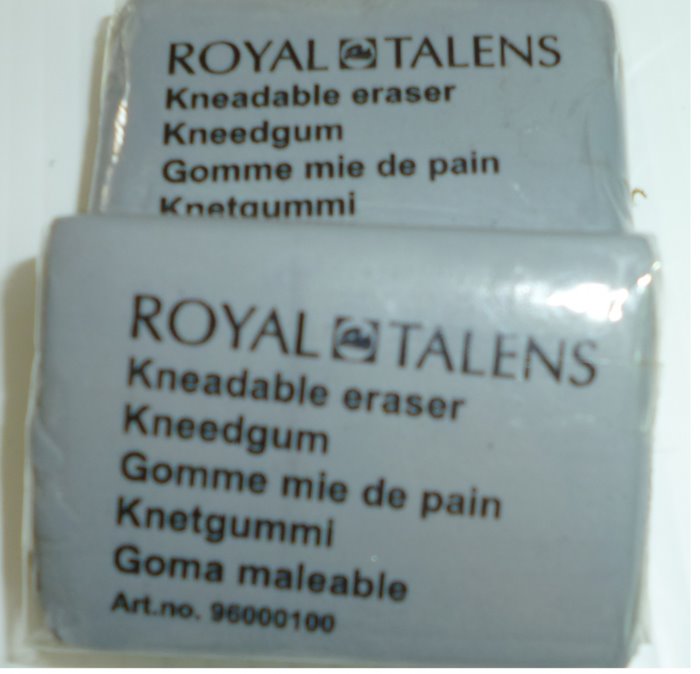 ROYAL TALENS
Kneadable eraser
Kneedgum
Gomme mie de pain
Knetgummi
ROYAL TALENS
Kneadable eraser
Kneedgum
Gomme mie de pain
Knetgummi
Goma maleable
Art.no. 96000100